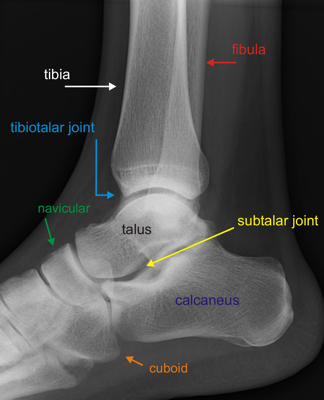 fibula
tibia
tibiotalar joint
navicular
subtalar joint
talus
calcaneus
cuboid